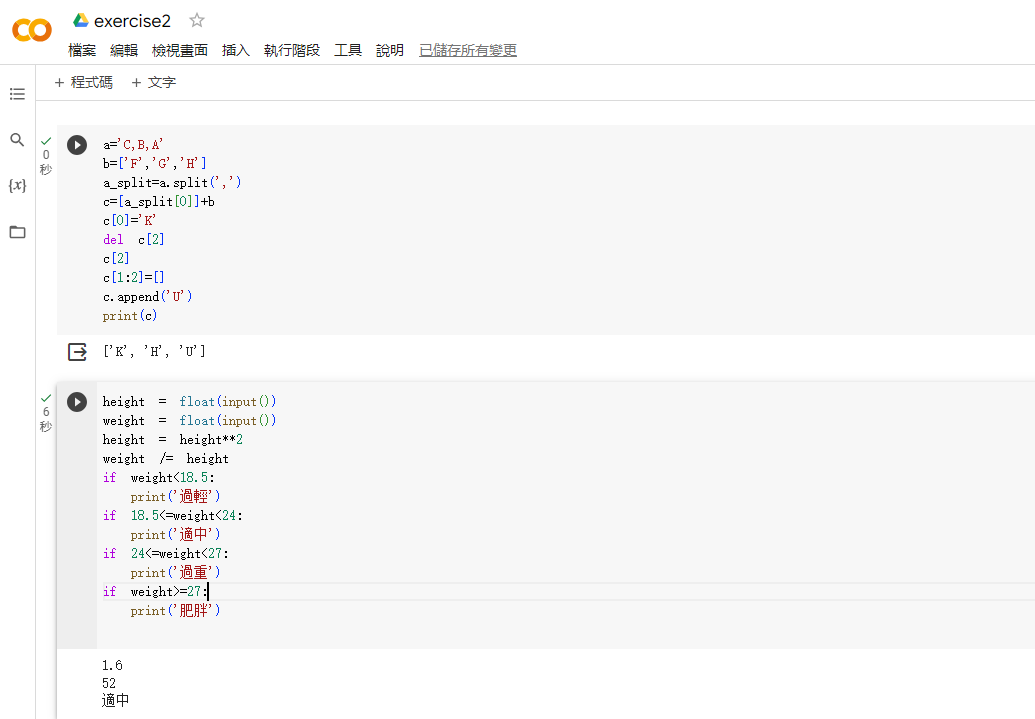 exercise2
檔案 編輯 檢視畫面 插入 執行階段 工具 說明 已儲存所有變更
+ 程式碼 + 文字
{x}
0
秒
a='C,B,A'
b=['F','G','H']
a_split=a.split(',')
c=[a_split[0]]+b
c[0]='K'
del c[2]
c[2]
c[1:2]=[]
c.append('U')
print(c)
['K', 'H', 'U']
6
秒
height = float(input())
weight = float(input())
height = height**2
weight /= height
if weight<18.5:
    print('過輕')
if 18.5<=weight<24:
    print('適中')
if 24<=weight<27:
    print('過重')
if weight>=27:
    print('肥胖')
1.6
52
適中